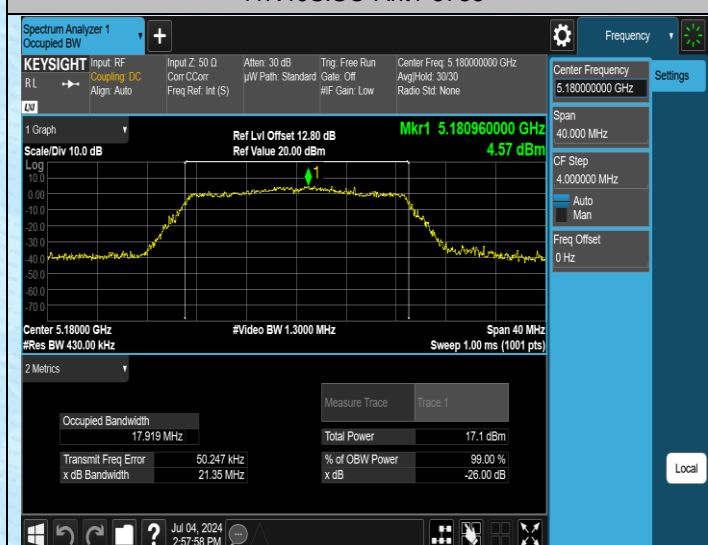 Spectrum Analyzer 1
Occupied BW
+
Frequency
KEYSIGHT
RL
LXI
Input: RF
Coupling: DC
Align: Auto
Input Z: 50 Ω
Corr CCorr
Freq Ref: Int (S)
Atten: 30 dB
µW Path: Standard
Trig: Free Run
Gate: Off
#IF Gain: Low
Center Freq: 5.180000000 GHz
Avg|Hold: 30/30
Radio Std: None
Center Frequency
5.180000000 GHz
Settings
Span
40.000 MHz
CF Step
4.000000 MHz
Auto
Man
Freq Offset
0 Hz
1 Graph
Scale/Div 10.0 dB
Ref Lvl Offset 12.80 dB
Ref Value 20.00 dBm
Mkr1 5.180960000 GHz
4.57 dBm
Log
10.0
0.00
-10.0
-20.0
-30.0
-40.0
-50.0
-60.0
-70.0
1
Center 5.18000 GHz
#Res BW 430.00 kHz
#Video BW 1.3000 MHz
Span 40 MHz
Sweep 1.00 ms (1001 pts)
2 Metrics
Measure Trace
Trace 1
Occupied Bandwidth
17.919 MHz
Total Power
17.1 dBm
Transmit Freq Error
50.247 kHz
% of OBW Power
99.00 %
x dB Bandwidth
21.35 MHz
x dB
-26.00 dB
Local
?
Jul 04, 2024
2:57:58 PM